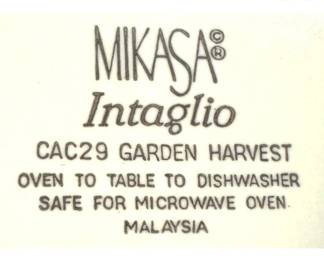 MIKASA©®
Intaglio
CAC29 GARDEN HARVEST
OVEN TO TABLE TO DISHWASHER
SAFE FOR MICROWAVE OVEN.
MALAYSIA